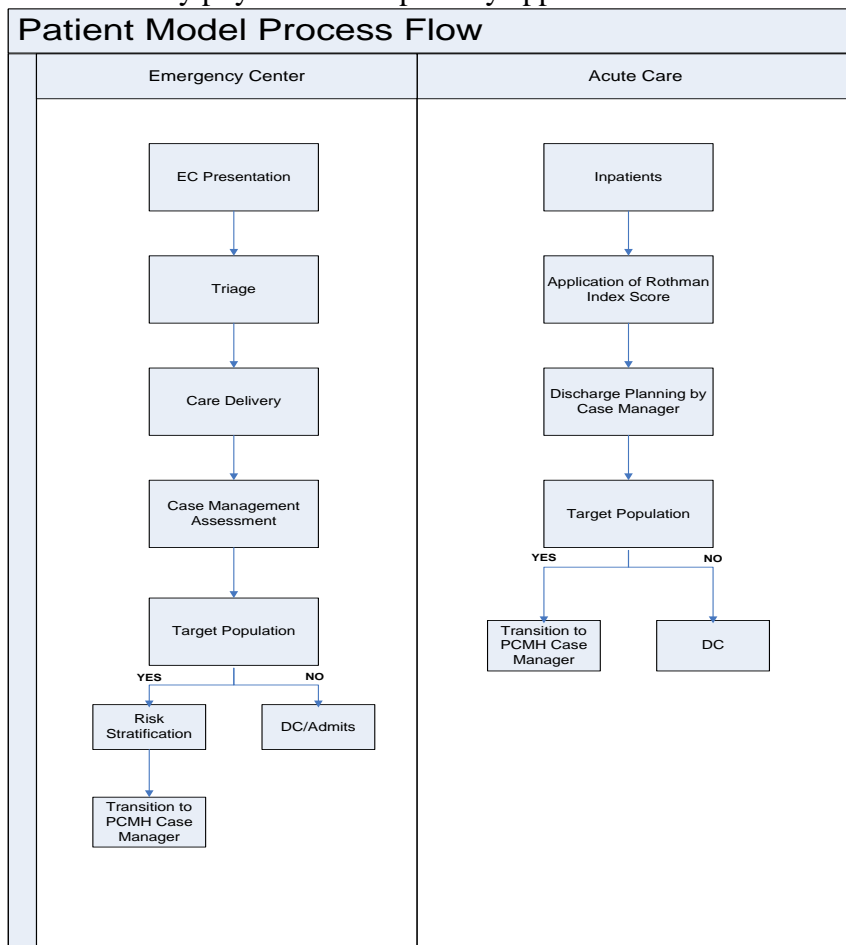 Patient Model Process Flow
Emergency Center
Acute Care
EC Presentation
Triage
Care Delivery
Case Management
Assessment
Target Population
YES
NO
Risk
Stratification
DC/Admits
Transition to
PCMH Case
Manager
Inpatients
Application of Rothman
Index Score
Discharge Planning by
Case Manager
Target Population
YES
NO
Transition to
PCMH Case
Manager
DC